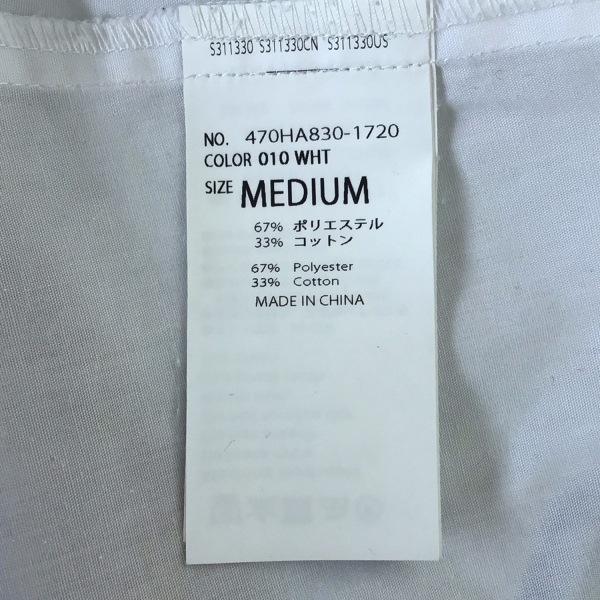 S311330 S311330CN S311330US
NO. 470HA830-1720
COLOR 010 WHT
SIZE MEDIUM
67% ポリエステル
33% コットン
67% Polyester
33% Cotton
MADE IN CHINA